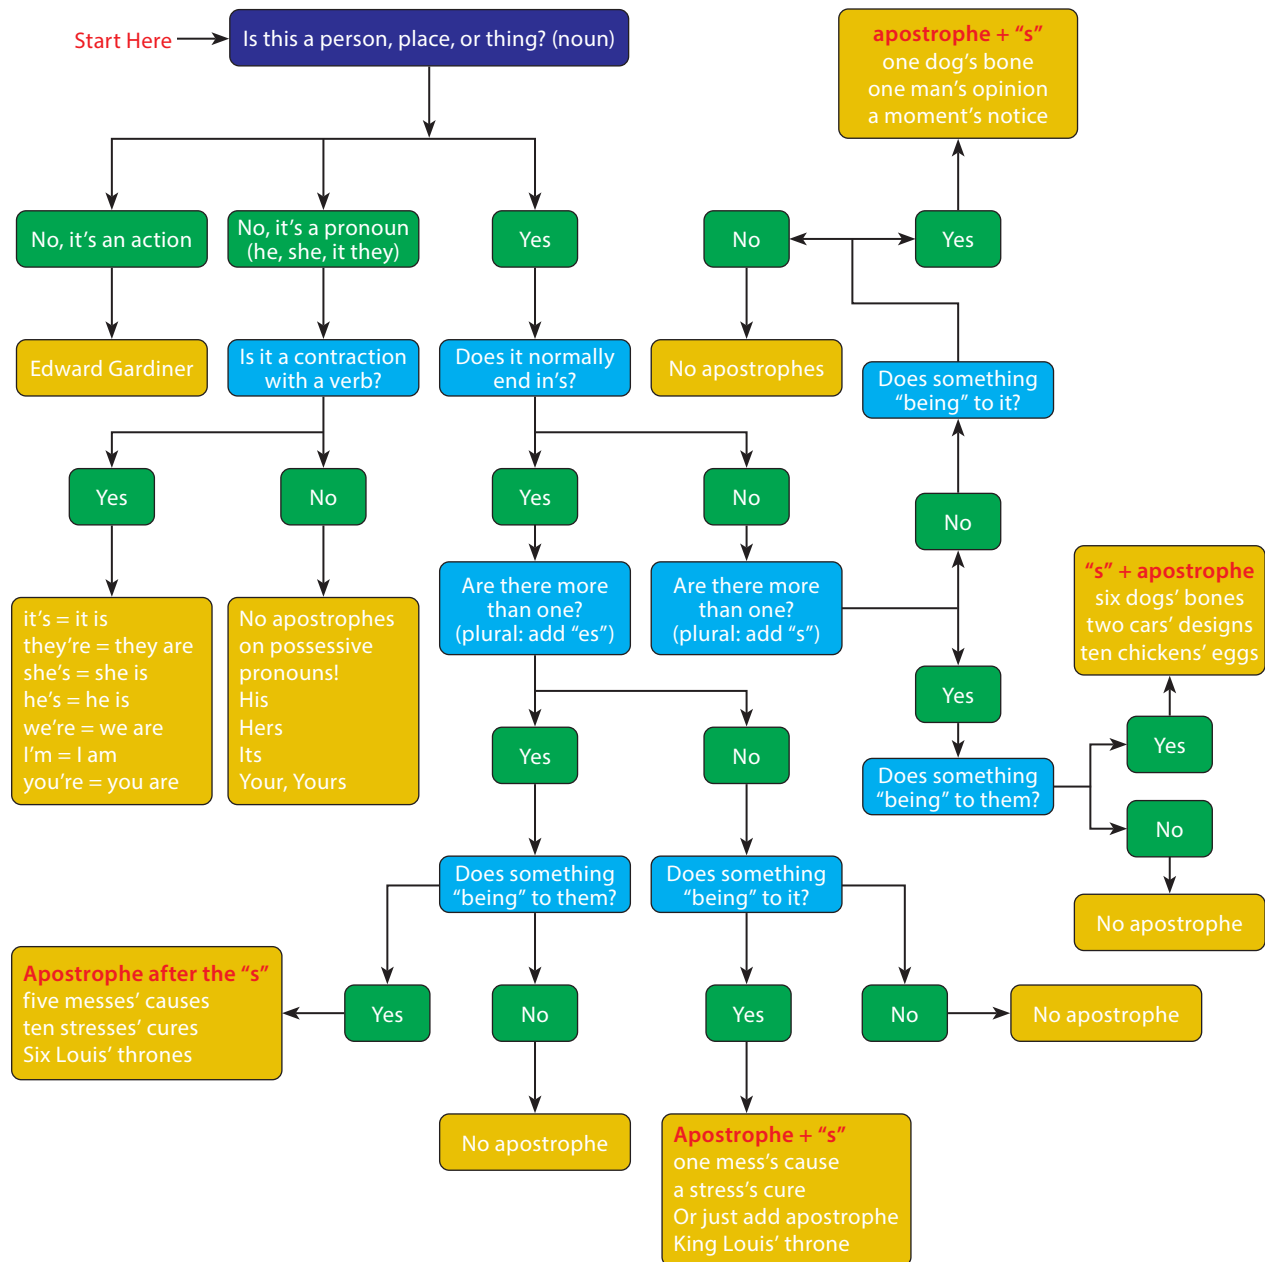 Start Here
Is this a person, place, or thing? (noun)
apostrophe + “s”
one dog’s bone
one man’s opinion
a moment’s notice
No, it’s an action
No, it’s a pronoun
(he, she, it they)
Yes
No
Yes
Edward Gardiner
Is it a contraction
with a verb?
Does it normally
end in’s?
No apostrophes
Does something
“being” to it?
Yes
No
Yes
No
No
it’s = it is
they’re = they are
she’s = she is
he’s = he is
we’re = we are
I’m = I am
you’re = you are
No apostrophes
on possessive
pronouns!
His
Hers
Its
Your, Yours
Are there more
than one?
(plural: add “es”)
Are there more
than one?
(plural: add “s”)
“s” + apostrophe
six dogs’ bones
two cars’ designs
ten chickens’ eggs
Yes
Yes
No
Yes
Does something
“being” to them?
No
Does something
“being” to them?
Does something
“being” to it?
No apostrophe
Apostrophe after the “s”
five messes’ causes
ten stresses’ cures
Six Louis’ thrones
Yes
No
Yes
No
No apostrophe
No apostrophe
Apostrophe + “s”
one mess’s cause
a stress’s cure
Or just add apostrophe
King Louis’ throne